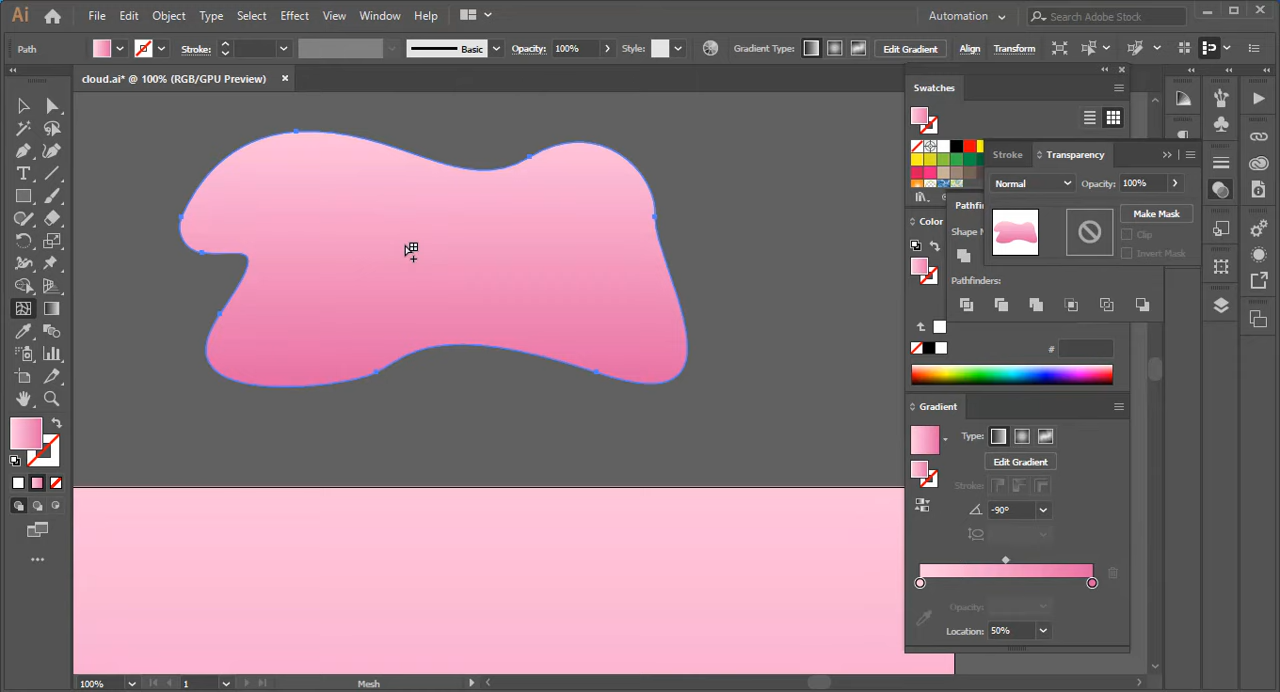 Ai File Edit Object Type Select Effect View Window Help Automation Search Adobe Stock
Path Stroke: Basic Opacity: 100% Style: Gradient Type: Edit Gradient Align Transform
cloud.ai* @ 100% (RGB/GPU Preview)
Swatches
Stroke Transparency
Normal Opacity: 100%
Make Mask
Clip
Invert Mask
Pathfin
Color
Shape M
Pathfinders:
#
Gradient
Type:
Edit Gradient
Stroke:
-90°
Opacity:
Location: 50%
100% 1 Mesh